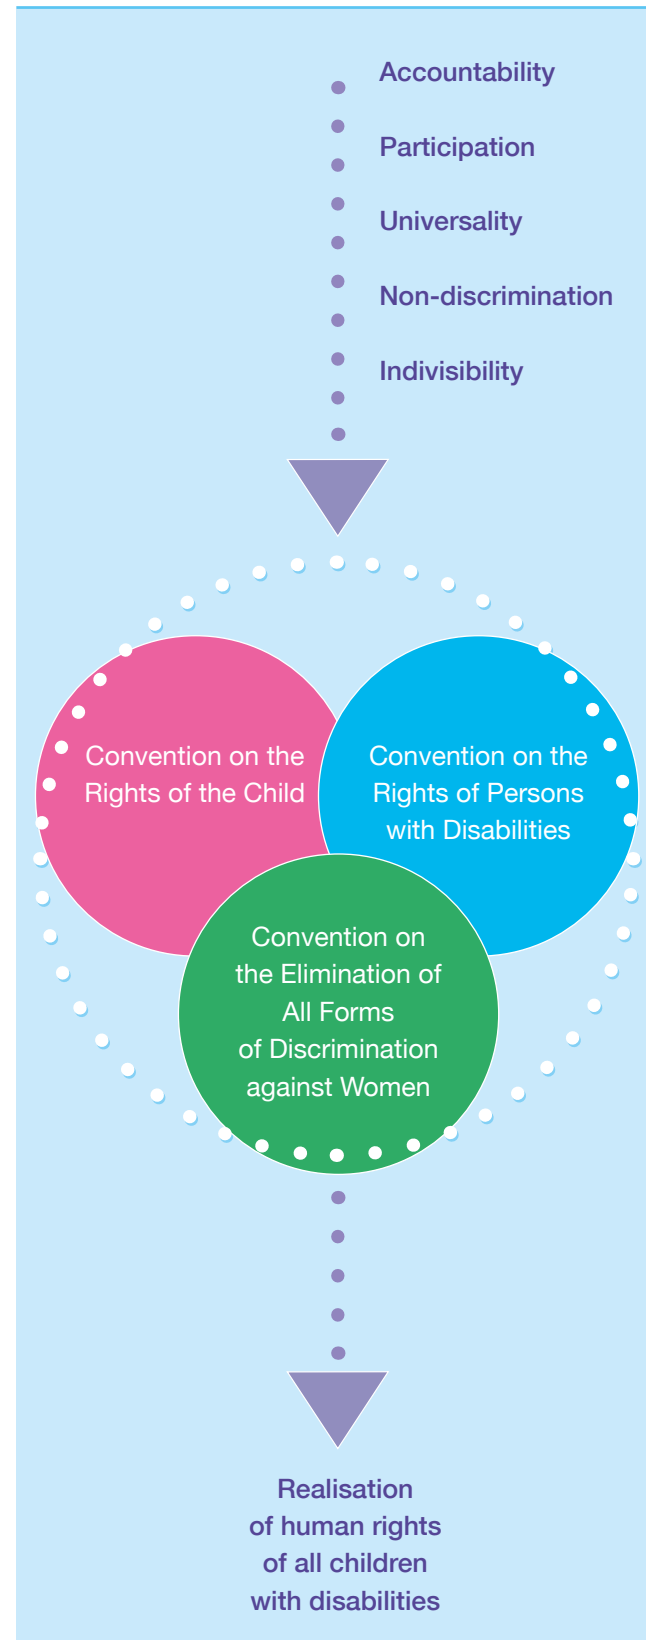 Accountability
Participation
Universality
Non-discrimination
Indivisibility
Convention on the
Rights of the Child
Convention on the
Rights of Persons
with Disabilities
Convention on
the Elimination of
All Forms
of Discrimination
against Women
Realisation
of human rights
of all children
with disabilities